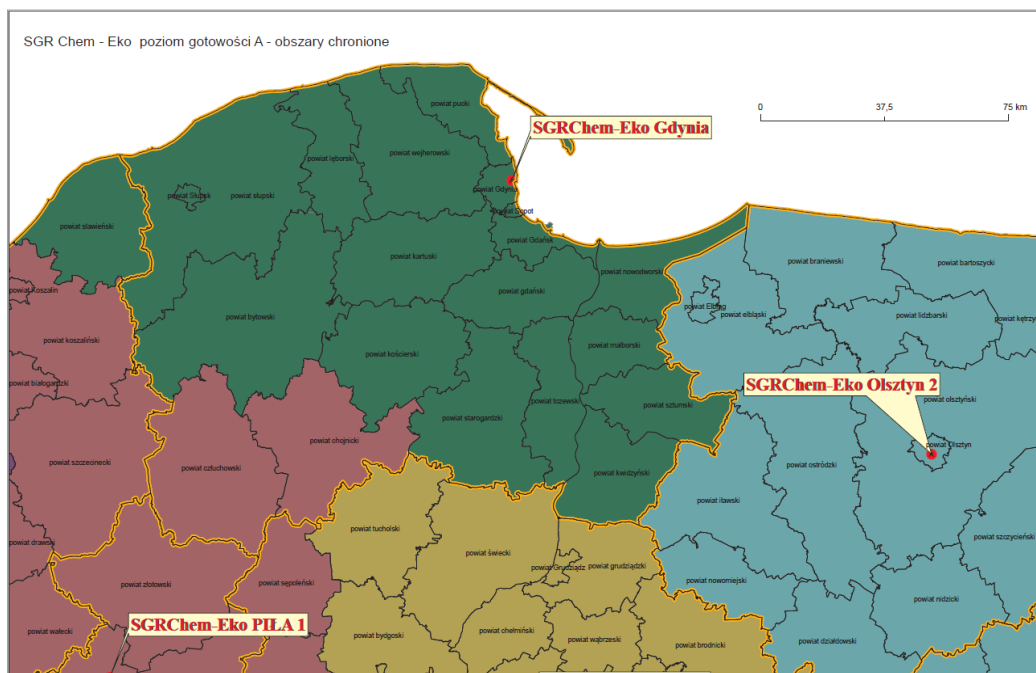 SGR Chem - Eko poziom gotowości A - obszary chronione
0 37,5 75 km
powiat pucki
SGRChem-Eko Gdynia
powiat wejherowski
powiat lęborski
powiat Gdynia
powiat Słupsk
powiat słupski
powiat Sopot
powiat sławieński
powiat Gdańsk
powiat kartuski
powiat nowodworski
powiat braniewski
powiat bartoszycki
powiat Koszalin
powiat gdański
powiat Elbląg
powiat elbląski
powiat lidzbarski
powiat kętrzy
powiat bytowski
powiat koszaliński
powiat malborski
powiat kościerski
powiat białogardzki
SGRChem-Eko Olsztyn 2
powiat olsztyński
powiat tczewski
powiat sztumski
powiat starogardzki
powiat chojnicki
powiat Olsztyn
powiat szczecinecki
powiat człuchowski
powiat ostródzki
powiat kwidzyński
powiat iławski
powiat tucholski
powiat szczycieński
powiat drawski
powiat świecki
powiat Grudziądz
powiat grudziądzki
powiat nowomiejski
powiat złotowski
powiat sępoleński
powiat nidzicki
SGRChem-Eko PIŁA 1
powiat wałecki
powiat bydgoski
powiat chełmiński
powiat wąbrzeski
powiat brodnicki
powiat działdowski